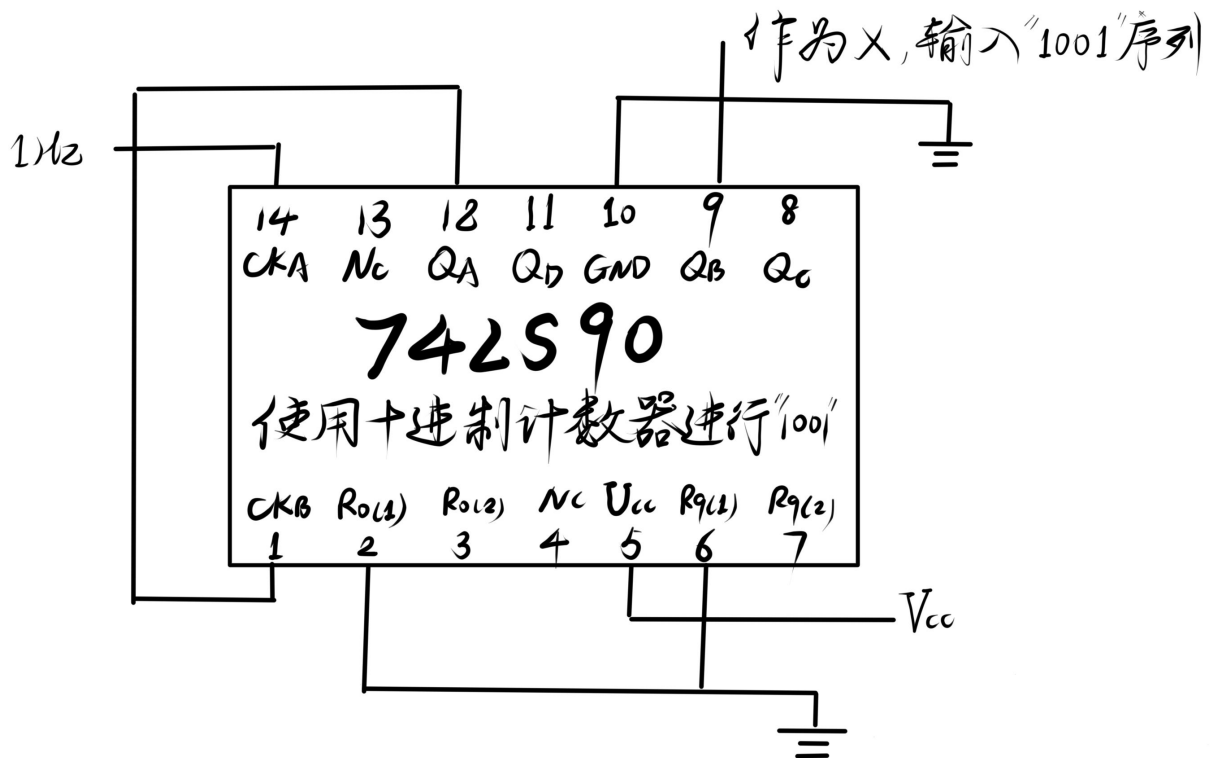 作为X,输入“1001”序列
1Hz
14 13 12 11 10 9 8
CKA NC QA QD GND QB QC
74LS90
使用十进制计数器进行“1001”
CKB R0(1) R0(2) NC Vcc R9(1) R9(2)
1 2 3 4 5 6 7
Vcc